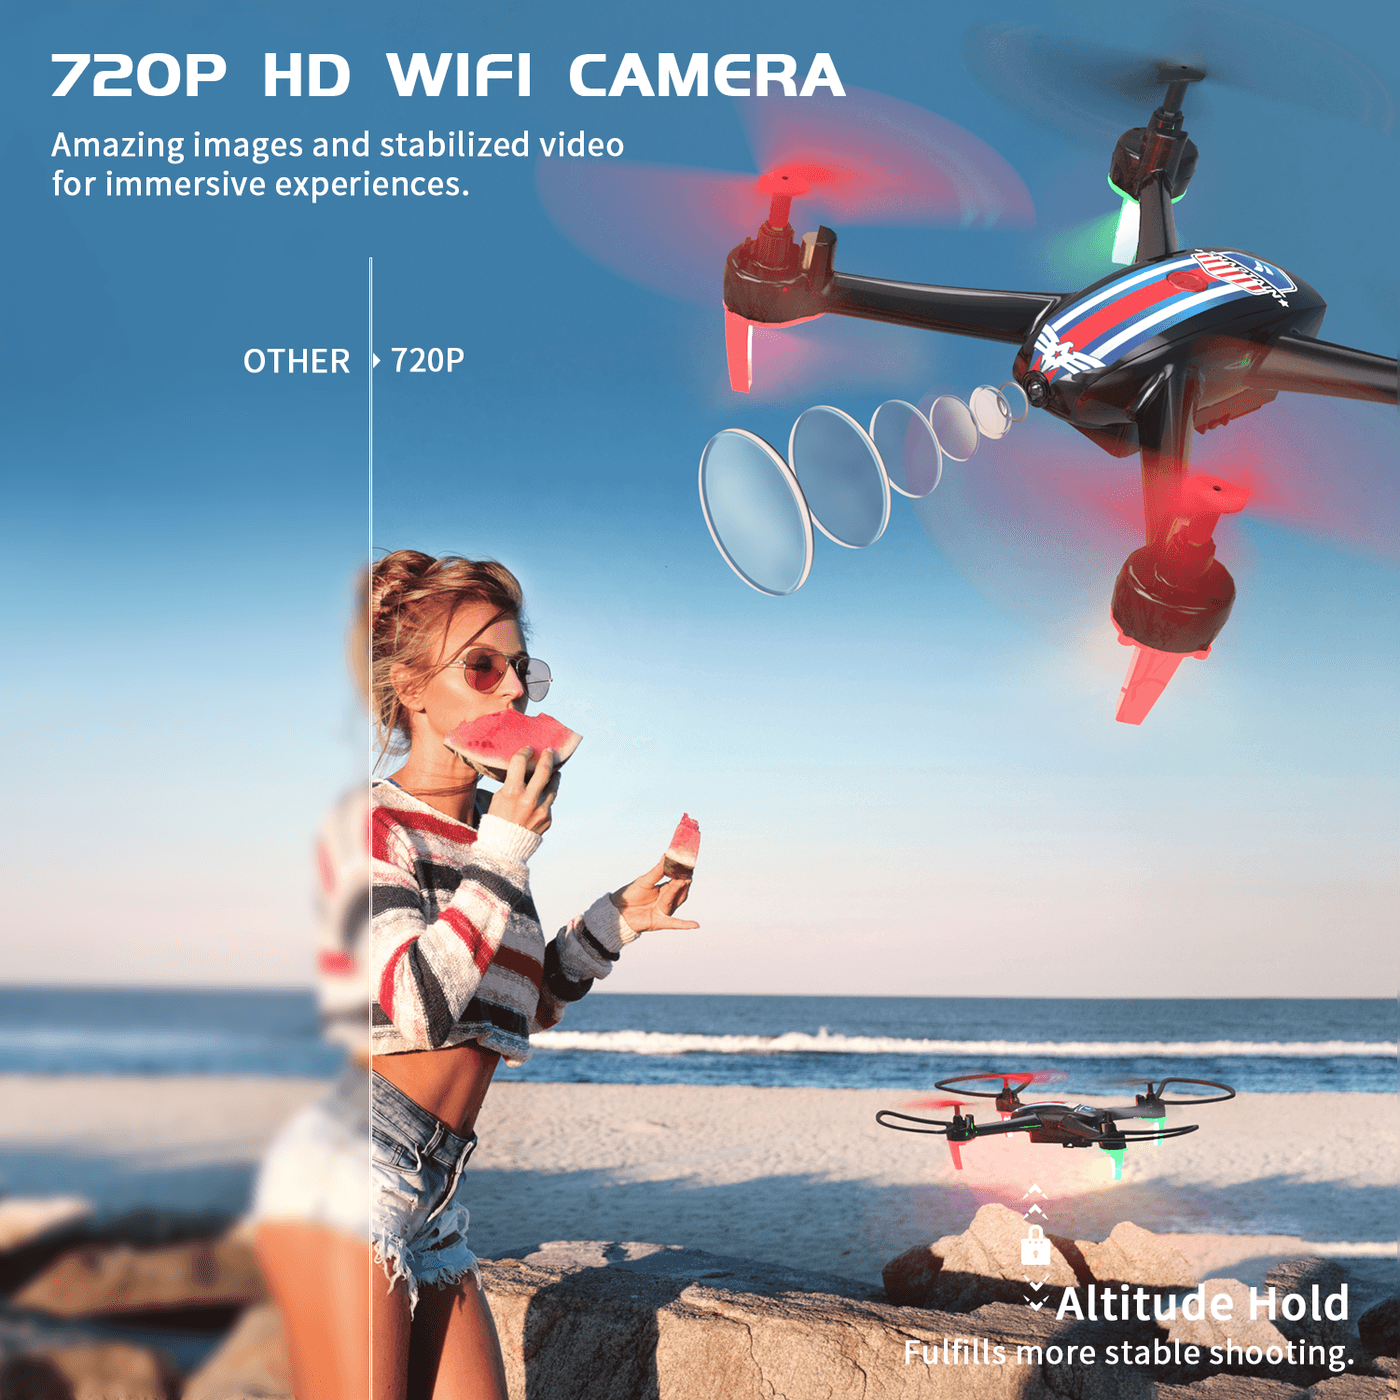 720P HD WIFI CAMERA
Amazing images and stabilized video
for immersive experiences.
OTHER 720P
Altitude Hold
Fulfills more stable shooting.